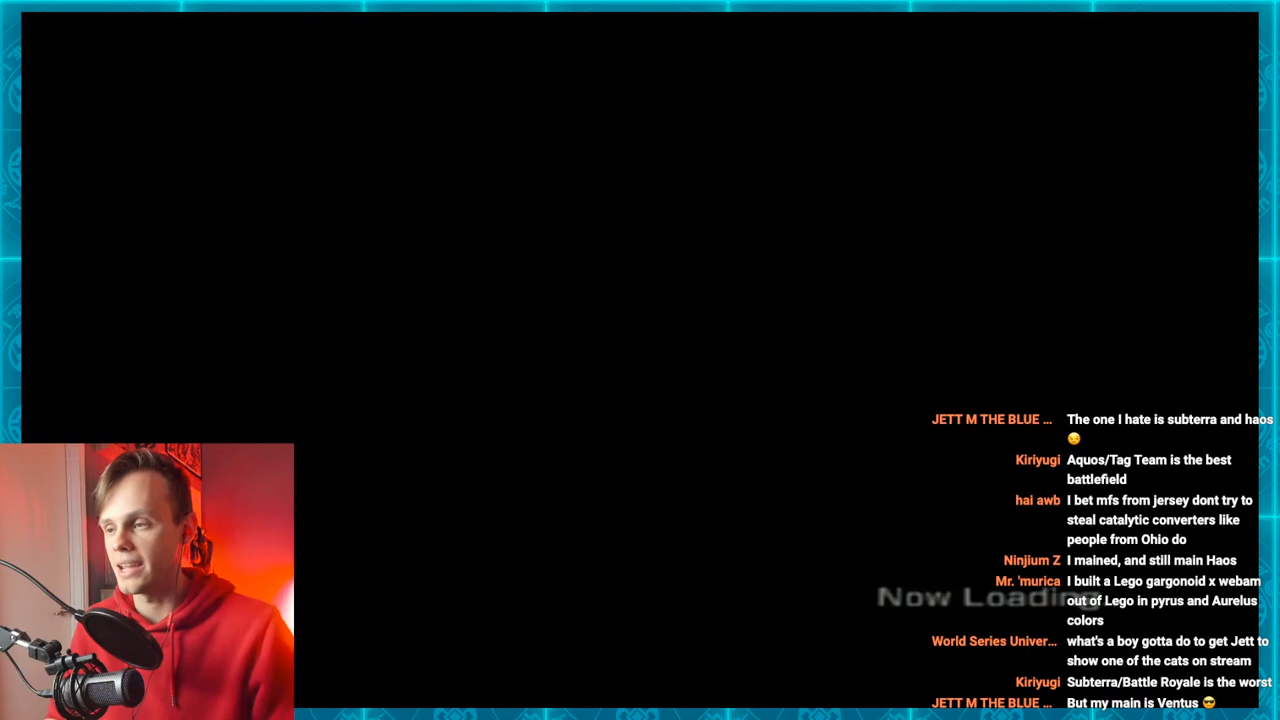 JETT M THE BLUE ... The one I hate is subterra and haos
😒
Kiriyugi Aquos/Tag Team is the best
battlefield
hai awb I bet mfs from jersey dont try to
steal catalytic converters like
people from Ohio do
Ninjium Z I mained, and still main Haos
Mr. 'murica I built a Lego gargonoid x webam
out of Lego in pyrus and Aurelus
colors
Now Loading
World Series Univer... what's a boy gotta do to get Jett to
show one of the cats on stream
Kiriyugi Subterra/Battle Royale is the worst
JETT M THE BLUE ... But my main is Ventus 😎